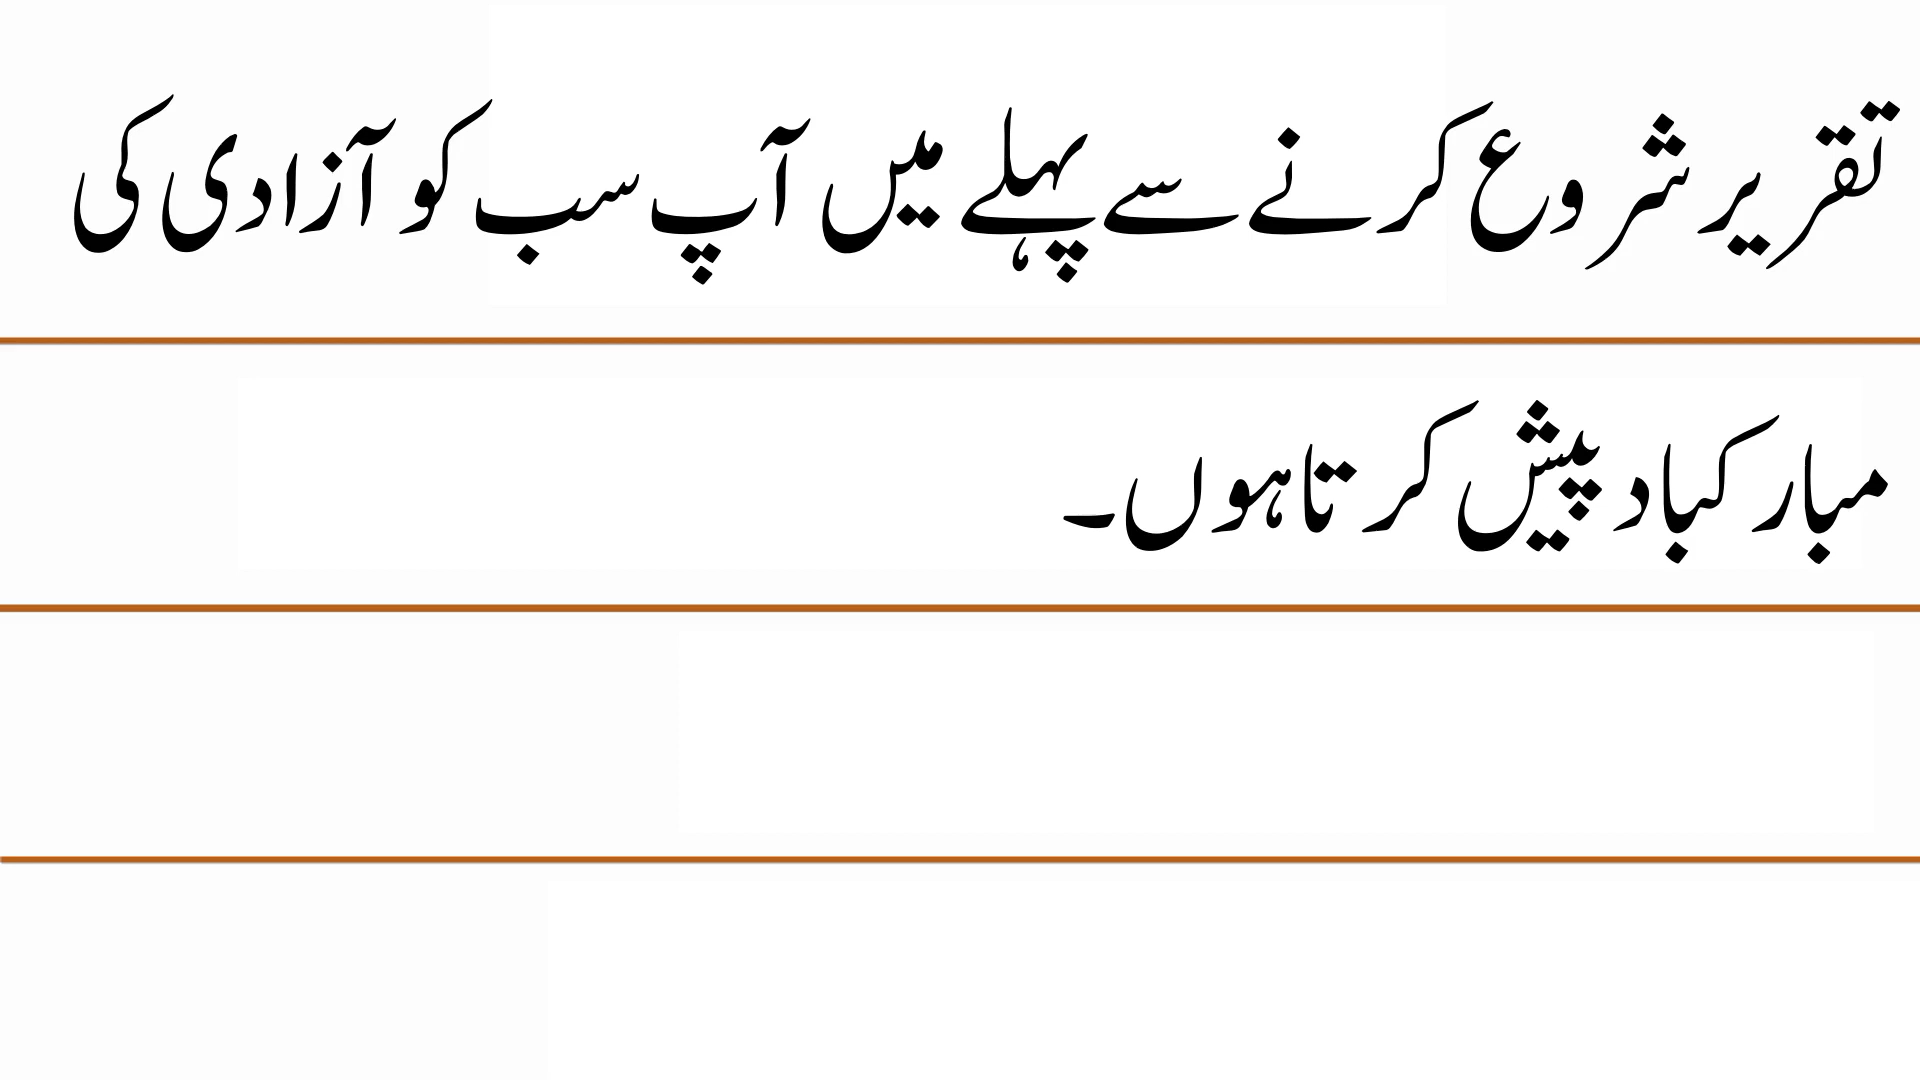 تقریر شروع کرنے سے پہلے میں آپ سب کو آزادی کی
مبارکباد پیش کرتا ہوں۔